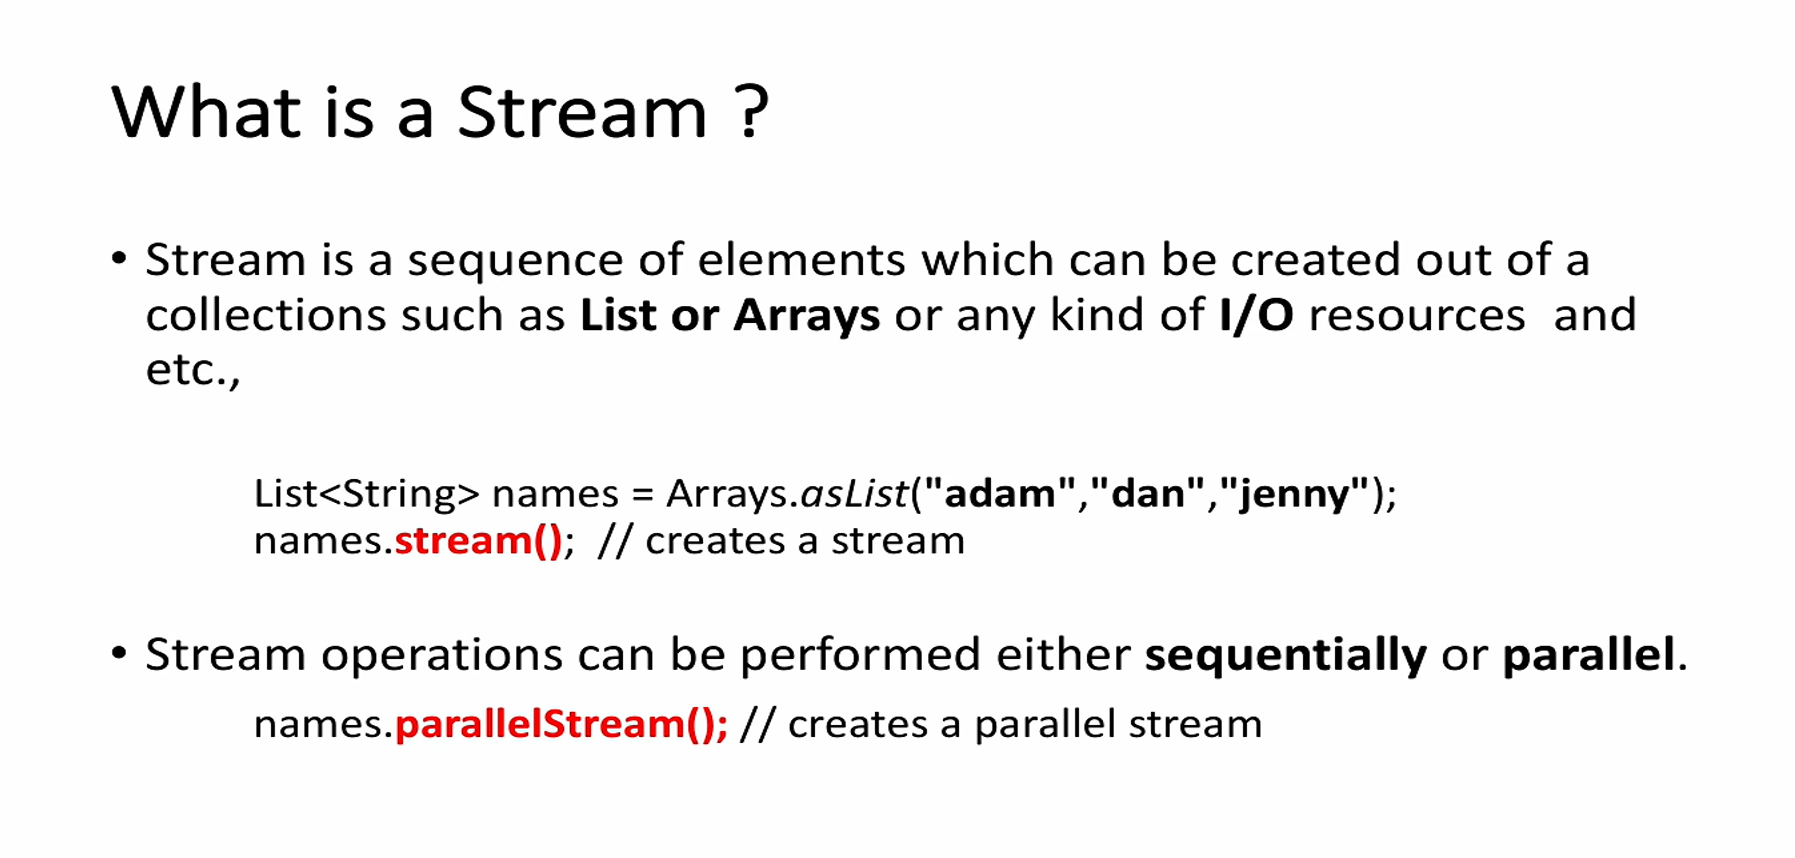 What is a Stream ?
• Stream is a sequence of elements which can be created out of a
collections such as List or Arrays or any kind of I/O resources  and
etc.,
List<String> names = Arrays.asList("adam","dan","jenny");
names.stream();  // creates a stream
• Stream operations can be performed either sequentially or parallel.
names.parallelStream(); // creates a parallel stream